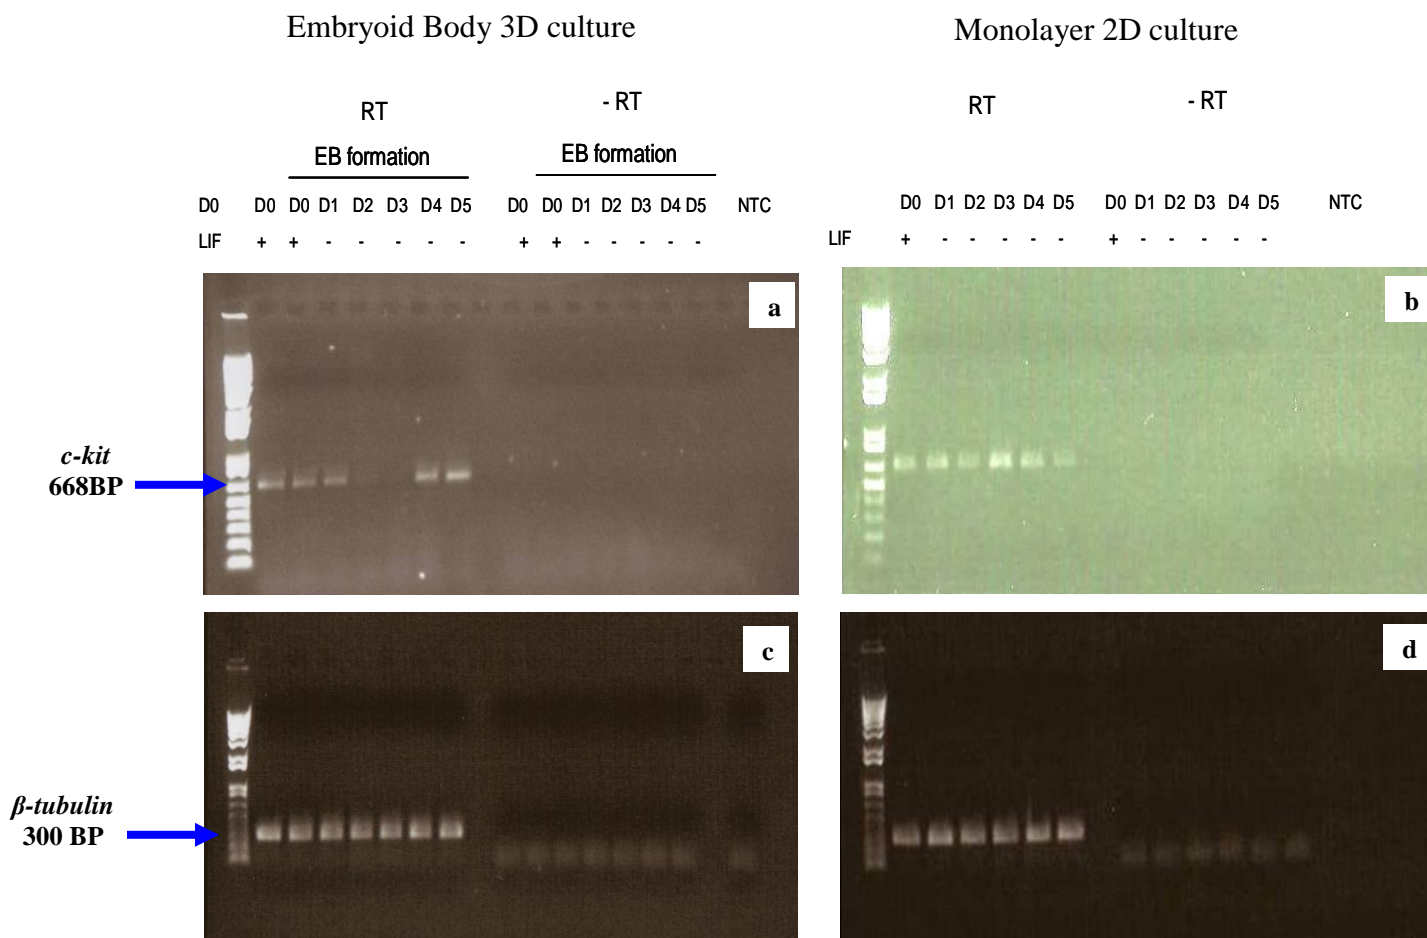 Embryoid Body 3D culture
Monolayer 2D culture
RT
- RT
RT
- RT
EB formation
EB formation
D0 D0 D0 D1 D2 D3 D4 D5 D0 D0 D1 D2 D3 D4 D5 NTC
D0 D1 D2 D3 D4 D5 D0 D1 D2 D3 D4 D5 NTC
LIF + + - - - - - + + - - - - -
LIF + - - - - - + - - - - -
a
b
c-kit
668BP
c
d
β-tubulin
300 BP